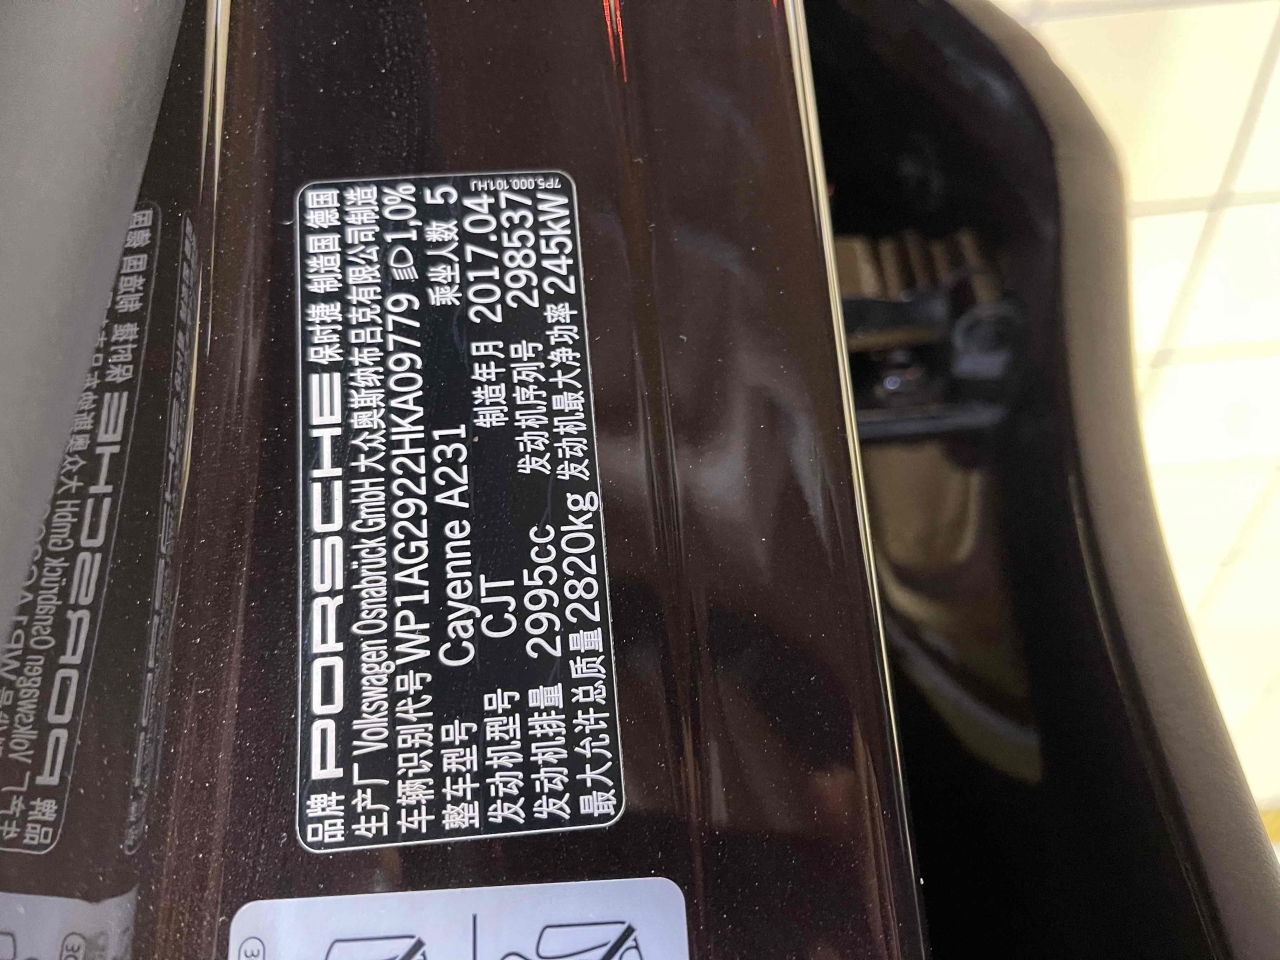 品牌 PORSCHE 保时捷 制造国 德国
生产厂 Volkswagen Osnabrück GmbH 大众奥斯纳布吕克有限公司制造
车辆识别代号 WP1AG2922HKA09779 1,0%
整车型号 Cayenne A231 乘坐人数 5
发动机型号 CJT 制造年月 2017.04
发动机排量 2995cc 发动机序列号 298537
最大允许总质量 2820kg 发动机最大净功率 245kW
7P5.000.101.HJ